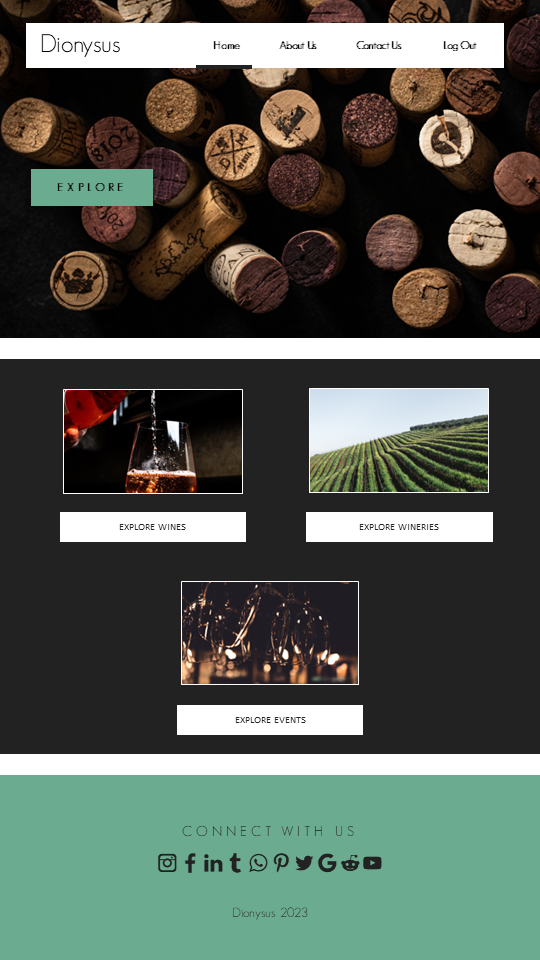 Dionysus
Home About Us Contact Us Log Out
2018
EXPLORE
EXPLORE WINES
EXPLORE WINERIES
EXPLORE EVENTS
CONNECT WITH US
Dionysus 2023